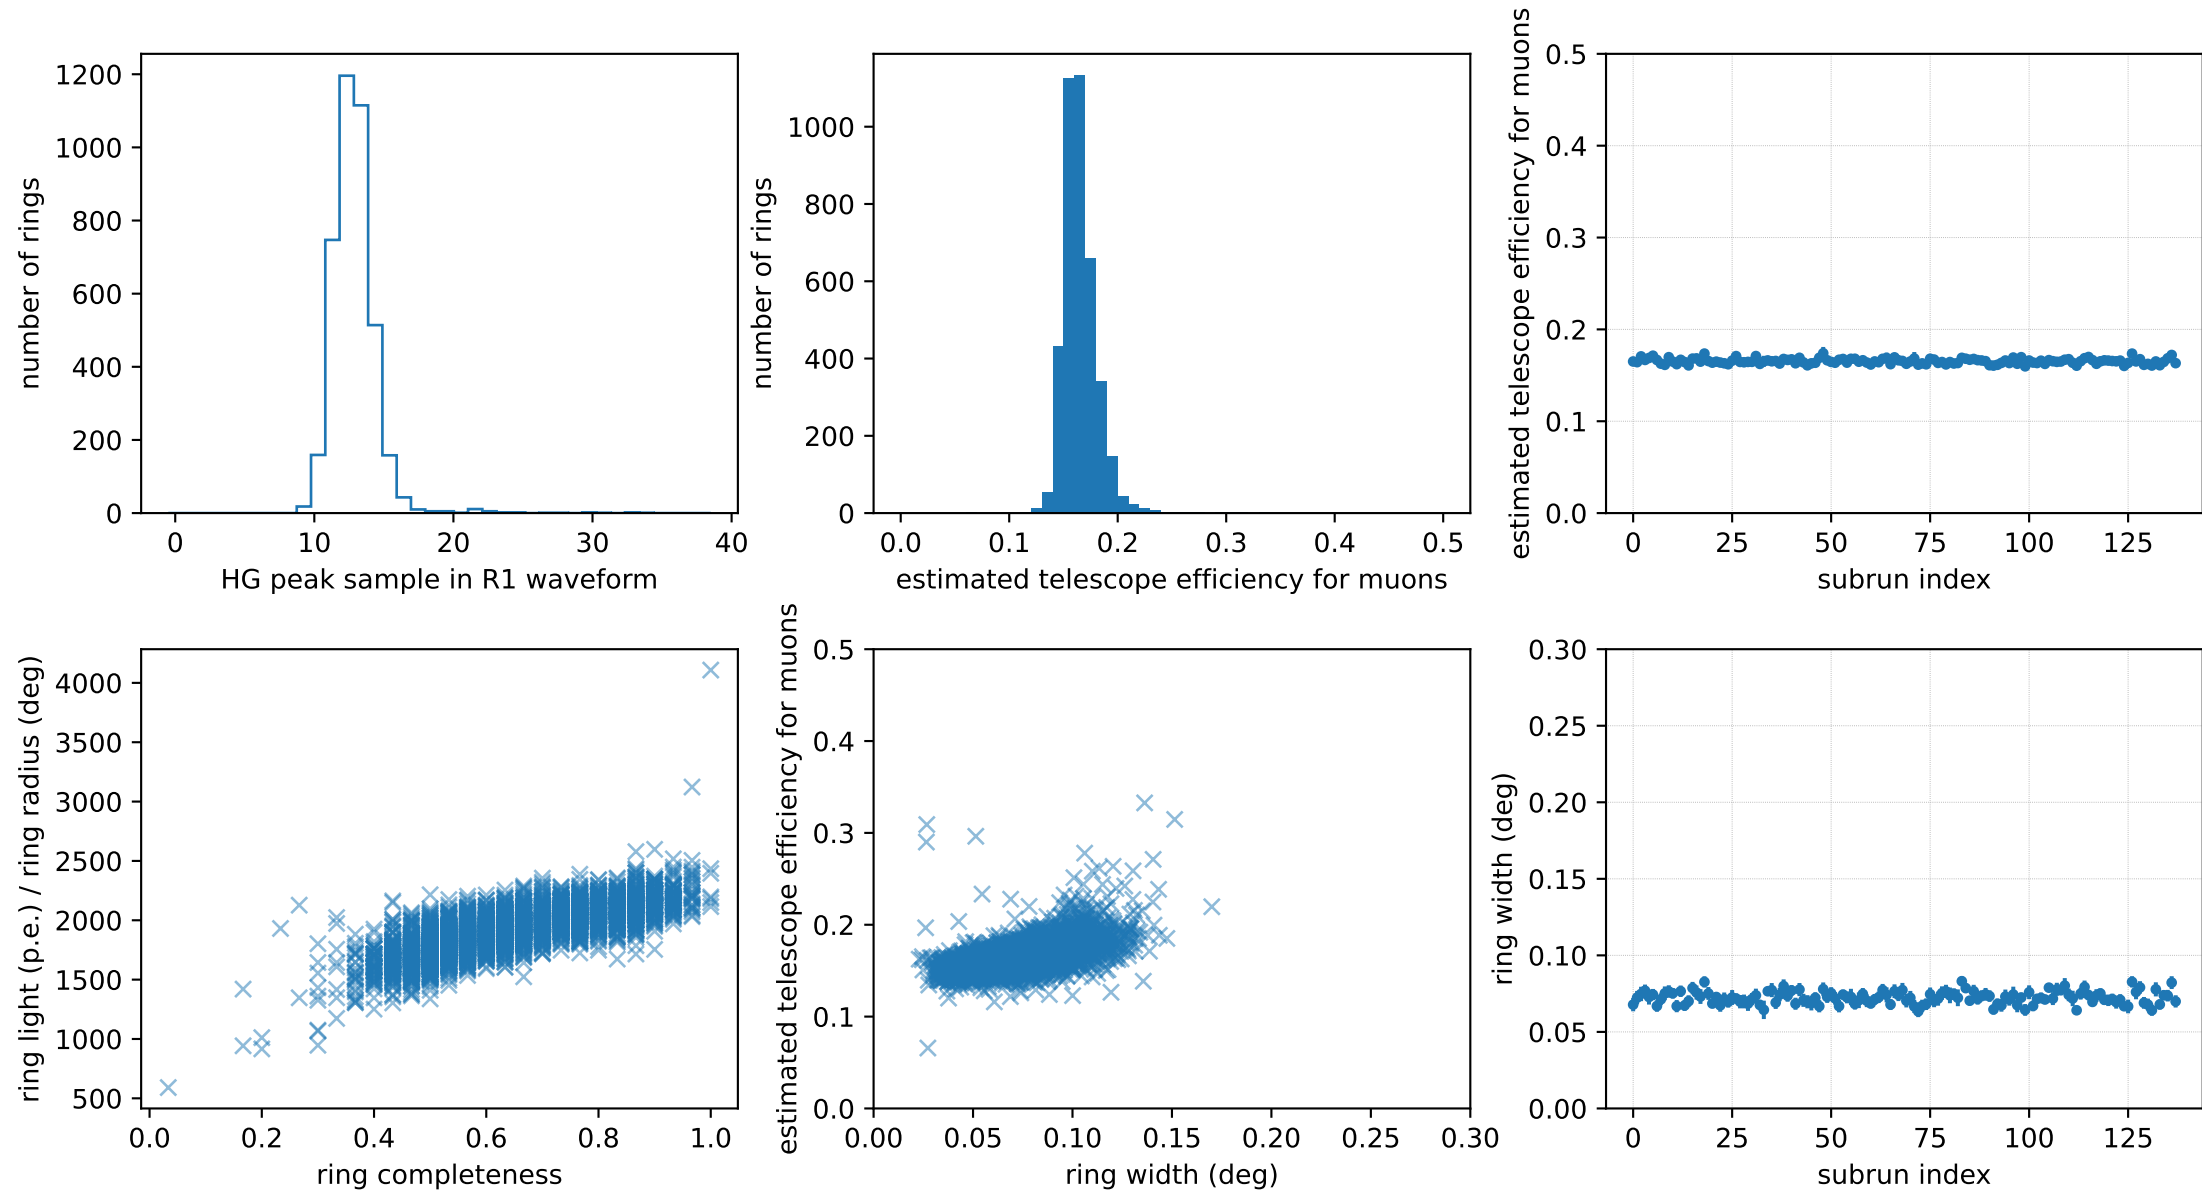 number of rings
1200
1000
800
600
400
200
0
0 10 20 30 40
HG peak sample in R1 waveform
number of rings
1000
800
600
400
200
0
0.0 0.1 0.2 0.3 0.4 0.5
estimated telescope efficiency for muons
estimated telescope efficiency for muons
0.5
0.4
0.3
0.2
0.1
0.0
0 25 50 75 100 125
subrun index
ring light (p.e.) / ring radius (deg)
4000
3500
3000
2500
2000
1500
1000
500
0.0 0.2 0.4 0.6 0.8 1.0
ring completeness
estimated telescope efficiency for muons
0.5
0.4
0.3
0.2
0.1
0.0
0.00 0.05 0.10 0.15 0.20 0.25 0.30
ring width (deg)
ring width (deg)
0.30
0.25
0.20
0.15
0.10
0.05
0.00
0 25 50 75 100 125
subrun index